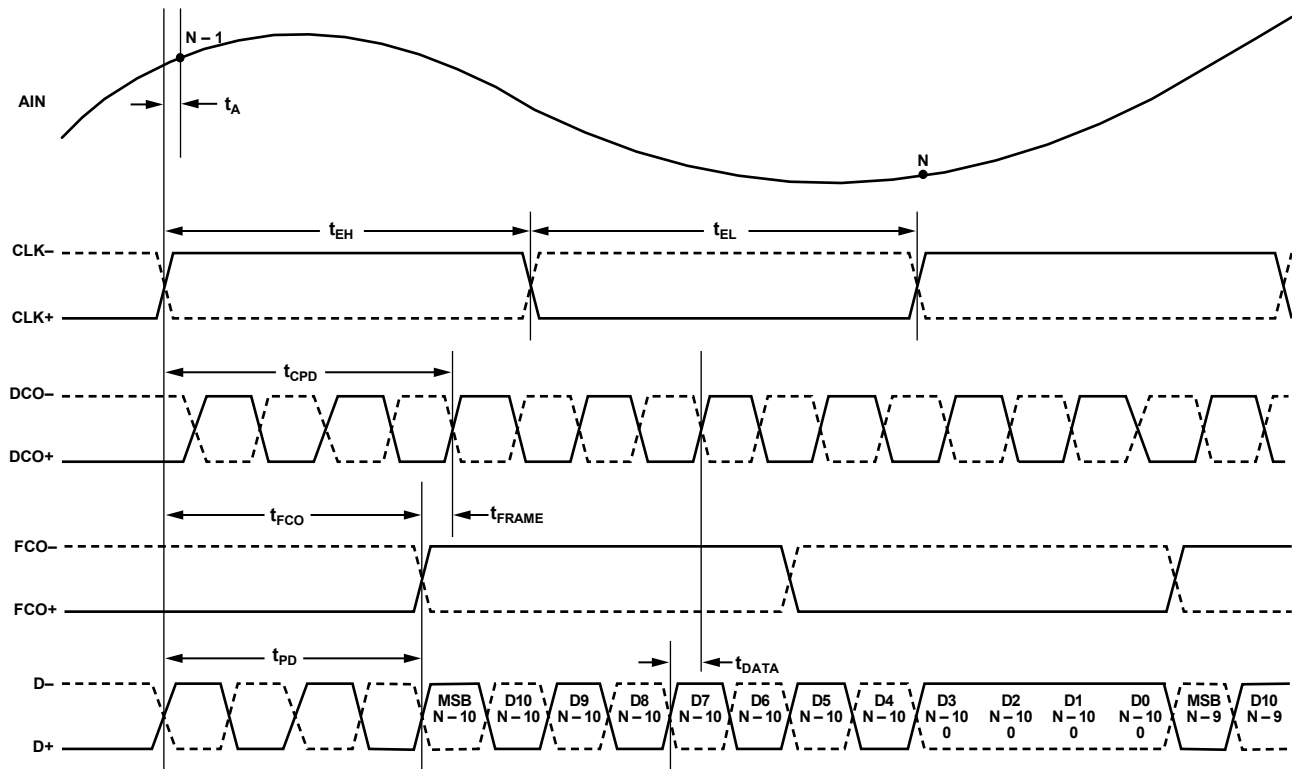 N – 1
AIN
tA
N
tEH
tEL
CLK–
CLK+
tCPD
DCO–
DCO+
tFCO
tFRAME
FCO–
FCO+
tPD
tDATA
D–
D+
MSB D10 D9 D8 D7 D6 D5 D4 D3 D2 D1 D0 MSB D10
N – 10 N – 10 N – 10 N – 10 N – 10 N – 10 N – 10 N – 10 N – 10 N – 10 N – 10 N – 10 N – 9 N – 9
0 0 0 0